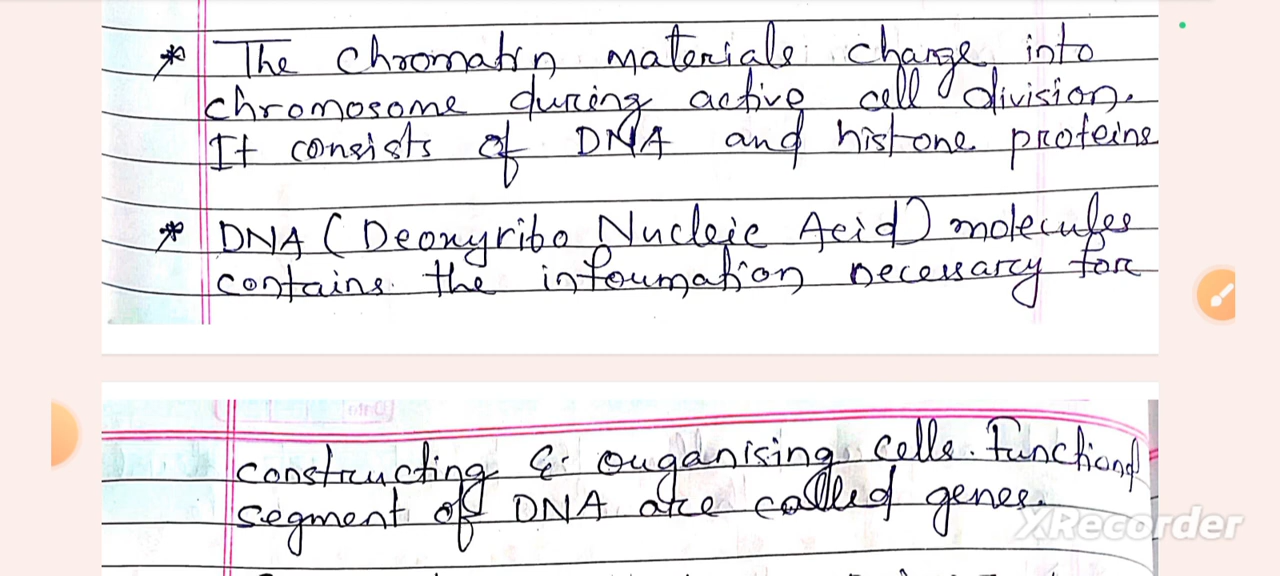 * The chromatin materials change into
chromosome during active cell division.
It consists of DNA and histone proteins
* DNA (Deoxyribo Nucleic Acid) molecules
contains the information necessary for
constructing & organising cells. Functional
segment of DNA are called genes.
XRecorder